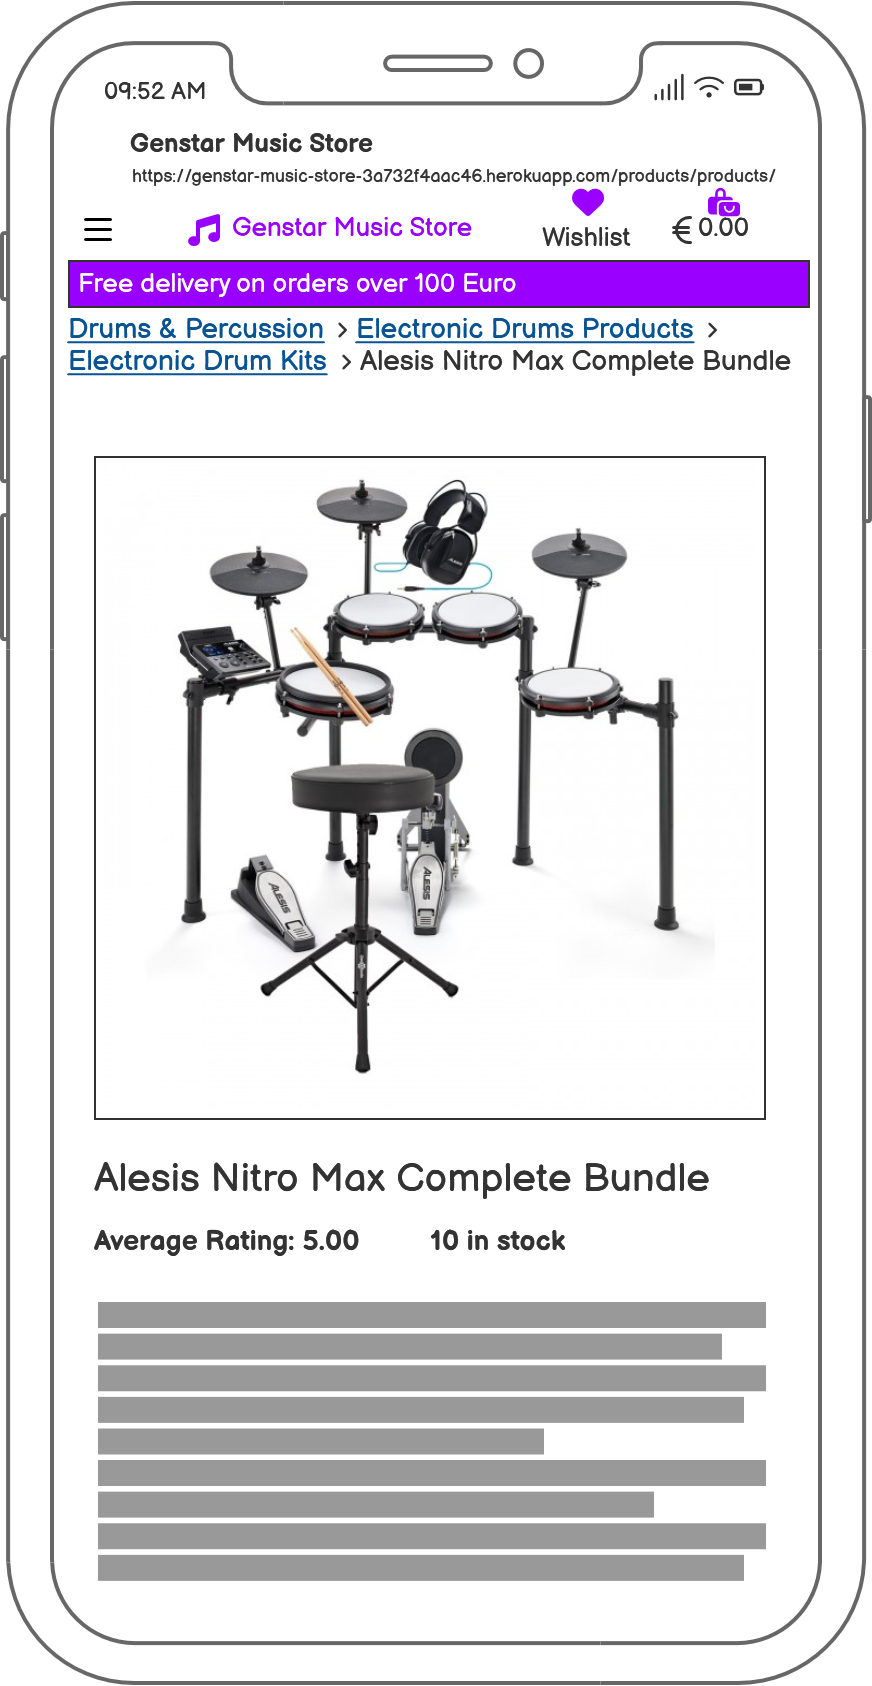 09:52 AM
Genstar Music Store
https://genstar-music-store-3a732f4aac46.herokuapp.com/products/products/
Genstar Music Store
Wishlist
€ 0.00
Free delivery on orders over 100 Euro
Drums & Percussion > Electronic Drums Products >
Electronic Drum Kits > Alesis Nitro Max Complete Bundle
ALESIS
ALESIS
ALESIS
Alesis Nitro Max Complete Bundle
Average Rating: 5.00 10 in stock